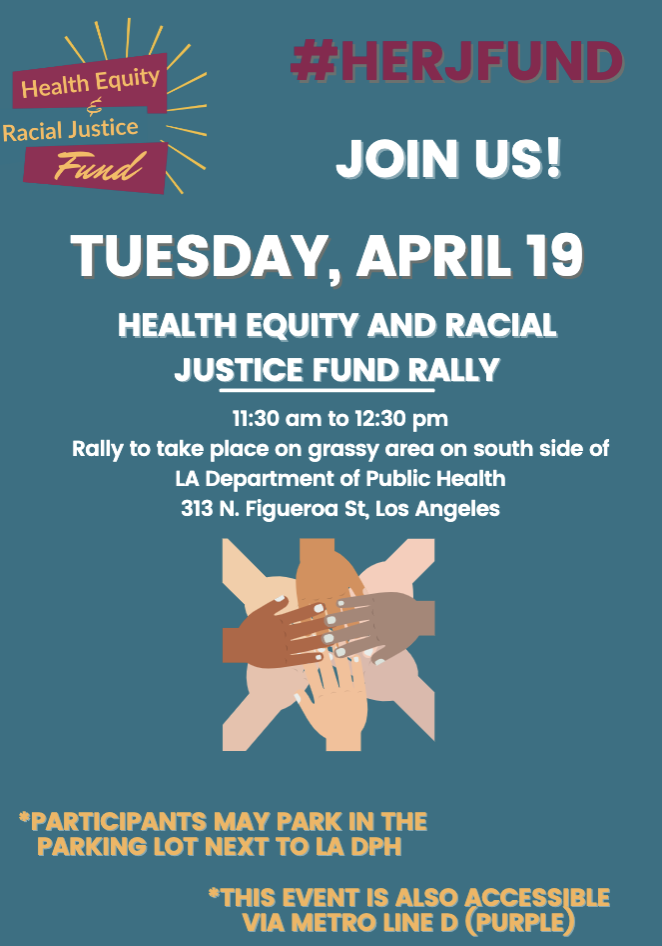 Health Equity
&
Racial Justice
Fund
#HERJFUND
JOIN US!
TUESDAY, APRIL 19
HEALTH EQUITY AND RACIAL
JUSTICE FUND RALLY
11:30 am to 12:30 pm
Rally to take place on grassy area on south side of
LA Department of Public Health
313 N. Figueroa St, Los Angeles
*PARTICIPANTS MAY PARK IN THE
PARKING LOT NEXT TO LA DPH
*THIS EVENT IS ALSO ACCESSIBLE
VIA METRO LINE D (PURPLE)